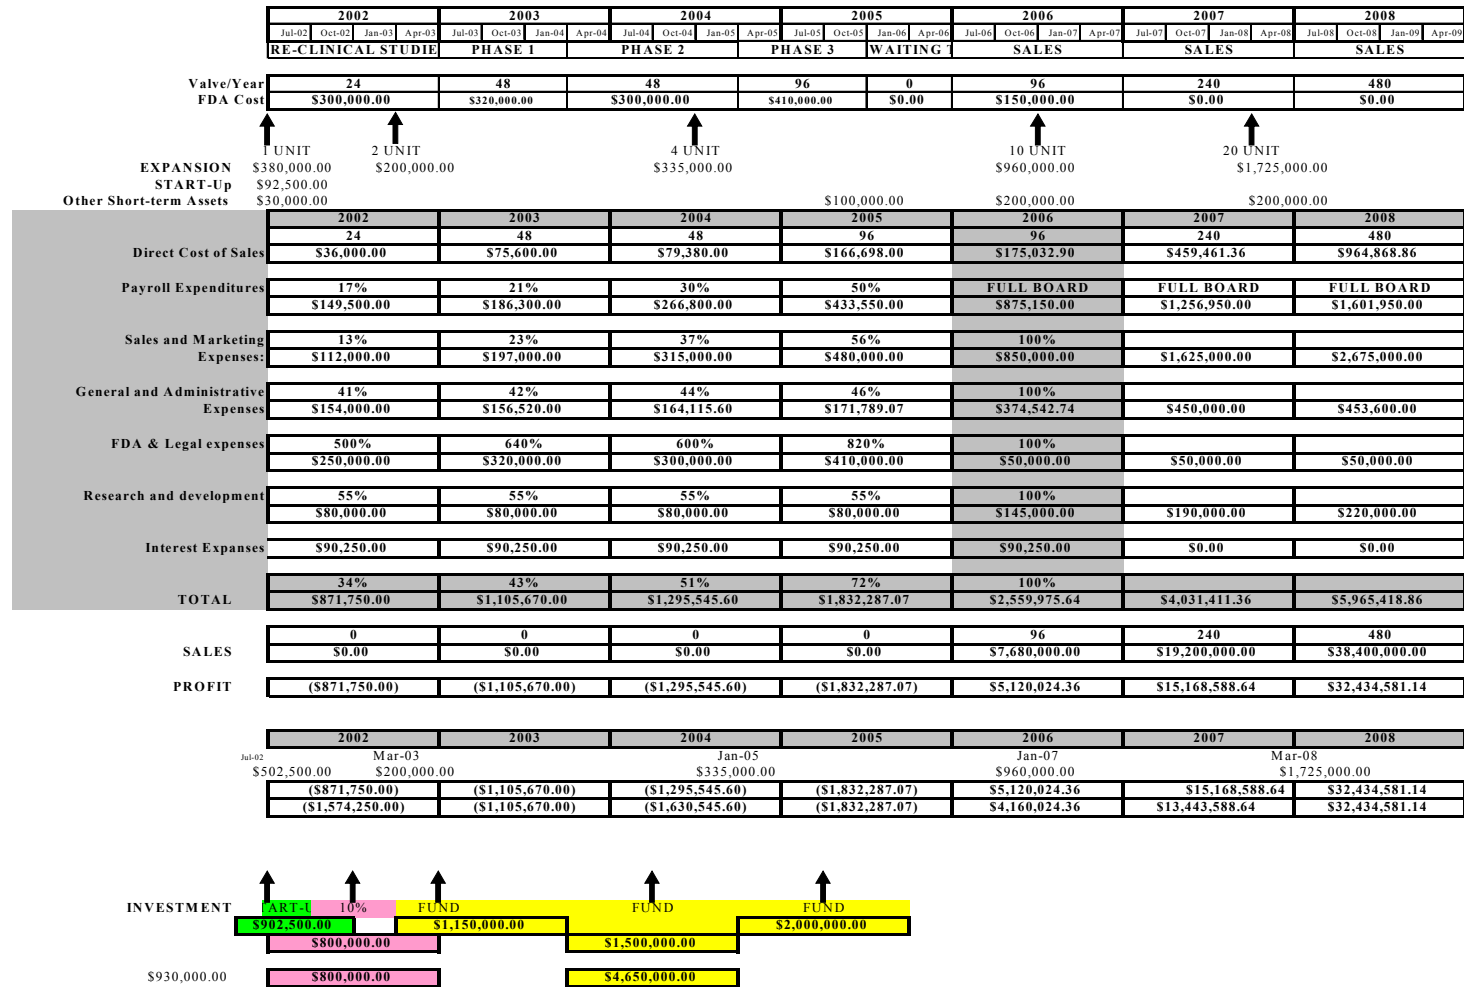 2002 2003 2004 2005 2006 2007 2008
Jul-02 Oct-02 Jan-03 Apr-03 Jul-03 Oct-03 Jan-04 Apr-04 Jul-04 Oct-04 Jan-05 Apr-05 Jul-05 Oct-05 Jan-06 Apr-06 Jul-06 Oct-06 Jan-07 Apr-07 Jul-07 Oct-07 Jan-08 Apr-08 Jul-08 Oct-08 Jan-09 Apr-09
RE-CLINICAL STUDIE PHASE 1 PHASE 2 PHASE 3 WAITING T SALES SALES SALES
Valve/Year 24 48 48 96 0 96 240 480
FDA Cost $300,000.00 $320,000.00 $300,000.00 $410,000.00 $0.00 $150,000.00 $0.00 $0.00
1 UNIT 2 UNIT 4 UNIT 10 UNIT 20 UNIT
EXPANSION $380,000.00 $200,000.00 $335,000.00 $960,000.00 $1,725,000.00
START-Up $92,500.00
Other Short-term Assets $30,000.00 $100,000.00 $200,000.00 $200,000.00
2002 2003 2004 2005 2006 2007 2008
24 48 48 96 96 240 480
Direct Cost of Sales $36,000.00 $75,600.00 $79,380.00 $166,698.00 $175,032.90 $459,461.36 $964,868.86
Payroll Expenditures 17% 21% 30% 50% FULL BOARD FULL BOARD FULL BOARD
$149,500.00 $186,300.00 $266,800.00 $433,550.00 $875,150.00 $1,256,950.00 $1,601,950.00
Sales and Marketing 13% 23% 37% 56% 100%
Expenses: $112,000.00 $197,000.00 $315,000.00 $480,000.00 $850,000.00 $1,625,000.00 $2,675,000.00
General and Administrative 41% 42% 44% 46% 100%
Expenses $154,000.00 $156,520.00 $164,115.60 $171,789.07 $374,542.74 $450,000.00 $453,600.00
FDA & Legal expenses 500% 640% 600% 820% 100%
$250,000.00 $320,000.00 $300,000.00 $410,000.00 $50,000.00 $50,000.00 $50,000.00
Research and development 55% 55% 55% 55% 100%
$80,000.00 $80,000.00 $80,000.00 $80,000.00 $145,000.00 $190,000.00 $220,000.00
Interest Expanses $90,250.00 $90,250.00 $90,250.00 $90,250.00 $90,250.00 $0.00 $0.00
34% 43% 51% 72% 100%
TOTAL $871,750.00 $1,105,670.00 $1,295,545.60 $1,832,287.07 $2,559,975.64 $4,031,411.36 $5,965,418.86
0 0 0 0 96 240 480
SALES $0.00 $0.00 $0.00 $0.00 $7,680,000.00 $19,200,000.00 $38,400,000.00
PROFIT ($871,750.00) ($1,105,670.00) ($1,295,545.60) ($1,832,287.07) $5,120,024.36 $15,168,588.64 $32,434,581.14
2002 2003 2004 2005 2006 2007 2008
Jul-02 Mar-03 Jan-05 Jan-07 Mar-08
$502,500.00 $200,000.00 $335,000.00 $960,000.00 $1,725,000.00
($871,750.00) ($1,105,670.00) ($1,295,545.60) ($1,832,287.07) $5,120,024.36 $15,168,588.64 $32,434,581.14
($1,574,250.00) ($1,105,670.00) ($1,630,545.60) ($1,832,287.07) $4,160,024.36 $13,443,588.64 $32,434,581.14
INVESTMENT ART-U 10% FUND FUND FUND
$902,500.00 $1,150,000.00 $2,000,000.00
$800,000.00 $1,500,000.00
$930,000.00 $800,000.00 $4,650,000.00